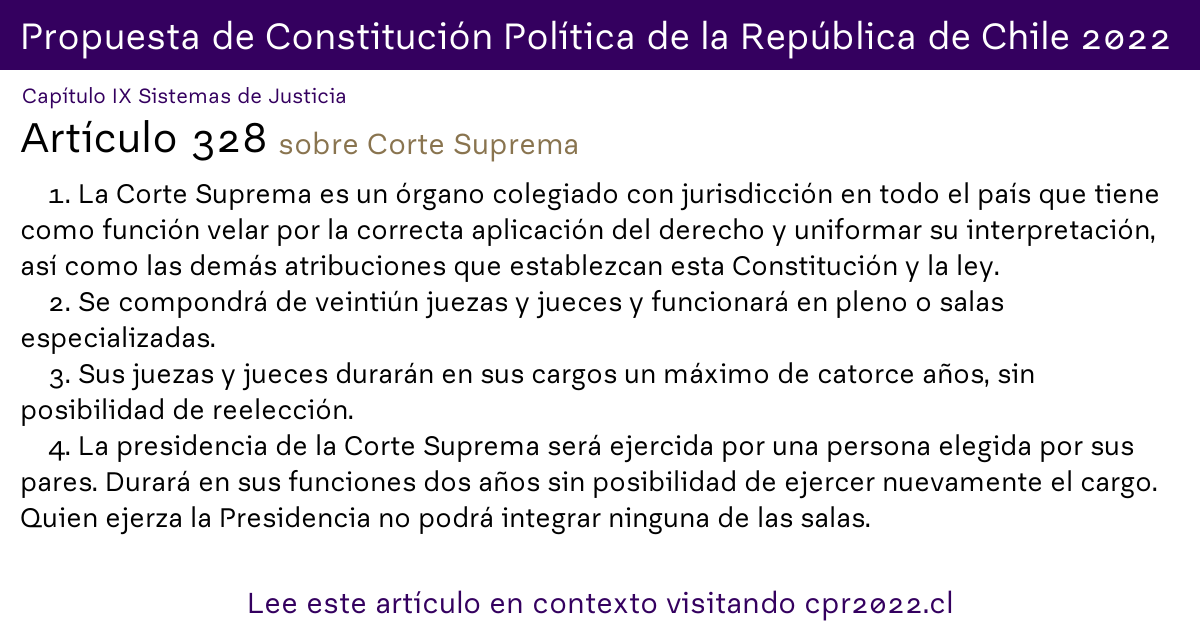 Propuesta de Constitución Política de la República de Chile 2022
Capítulo IX Sistemas de Justicia
Artículo 328 sobre Corte Suprema
1. La Corte Suprema es un órgano colegiado con jurisdicción en todo el país que tiene
como función velar por la correcta aplicación del derecho y uniformar su interpretación,
así como las demás atribuciones que establezcan esta Constitución y la ley.
2. Se compondrá de veintiún juezas y jueces y funcionará en pleno o salas
especializadas.
3. Sus juezas y jueces durarán en sus cargos un máximo de catorce años, sin
posibilidad de reelección.
4. La presidencia de la Corte Suprema será ejercida por una persona elegida por sus
pares. Durará en sus funciones dos años sin posibilidad de ejercer nuevamente el cargo.
Quien ejerza la Presidencia no podrá integrar ninguna de las salas.
Lee este artículo en contexto visitando cpr2022.cl